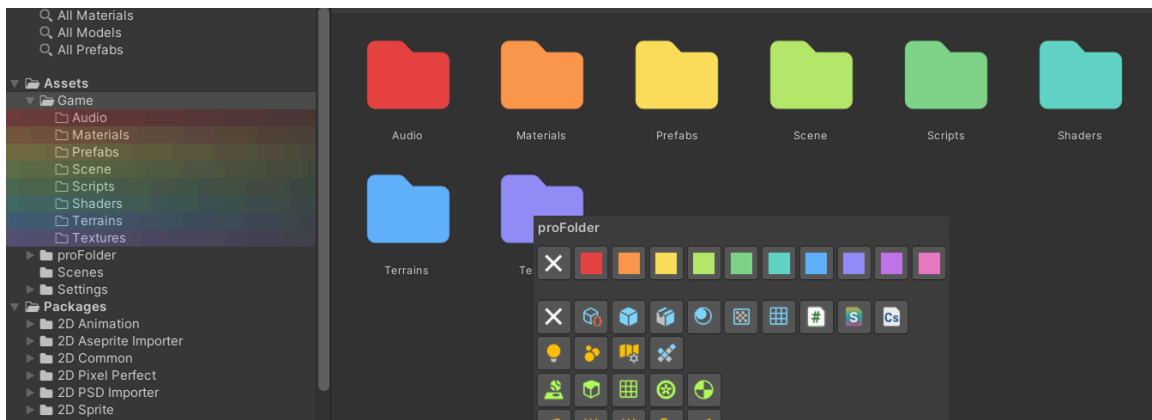 All Materials
All Models
All Prefabs
Assets
Game
Audio
Materials
Prefabs
Scene
Scripts
Shaders
Terrains
Textures
proFolder
Scenes
Settings
Packages
2D Animation
2D Aseprite Importer
2D Common
2D Pixel Perfect
2D PSD Importer
2D Sprite
Audio
Materials
Prefabs
Scene
Scripts
Shaders
Terrains
Te
proFolder
# S Cs